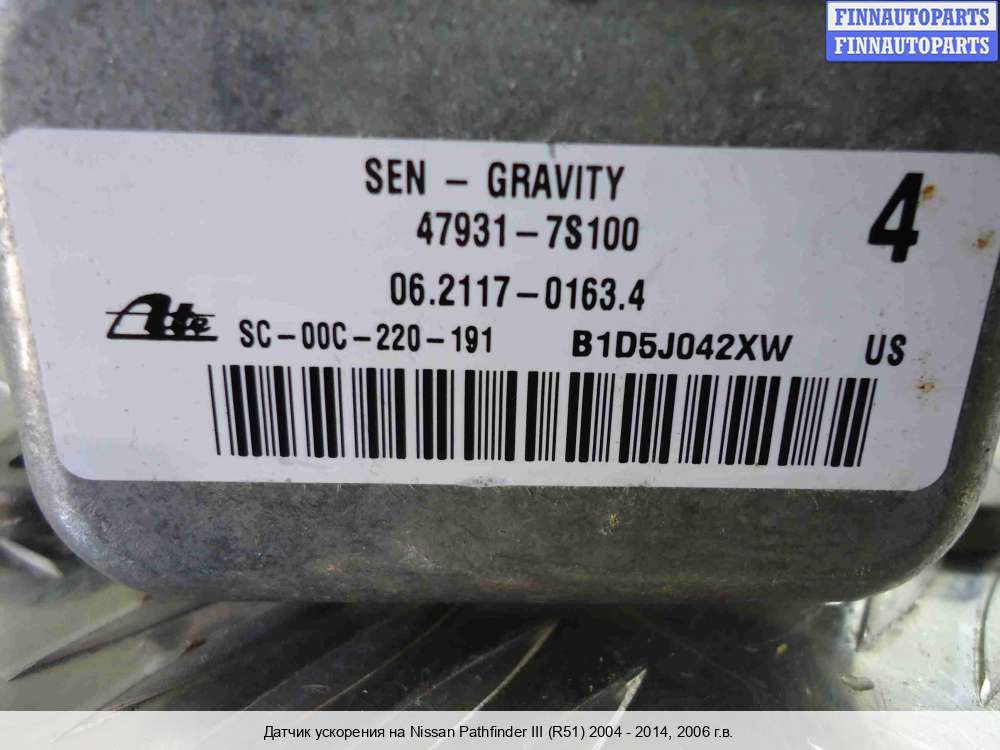 FINNAUTOPARTS
FINNAUTOPARTS
SEN - GRAVITY
4
47931-7S100
06.2117-0163.4
Ate SC-00C-220-191 B1D5J042XW US
Датчик ускорения на Nissan Pathfinder III (R51) 2004 - 2014, 2006 г.в.